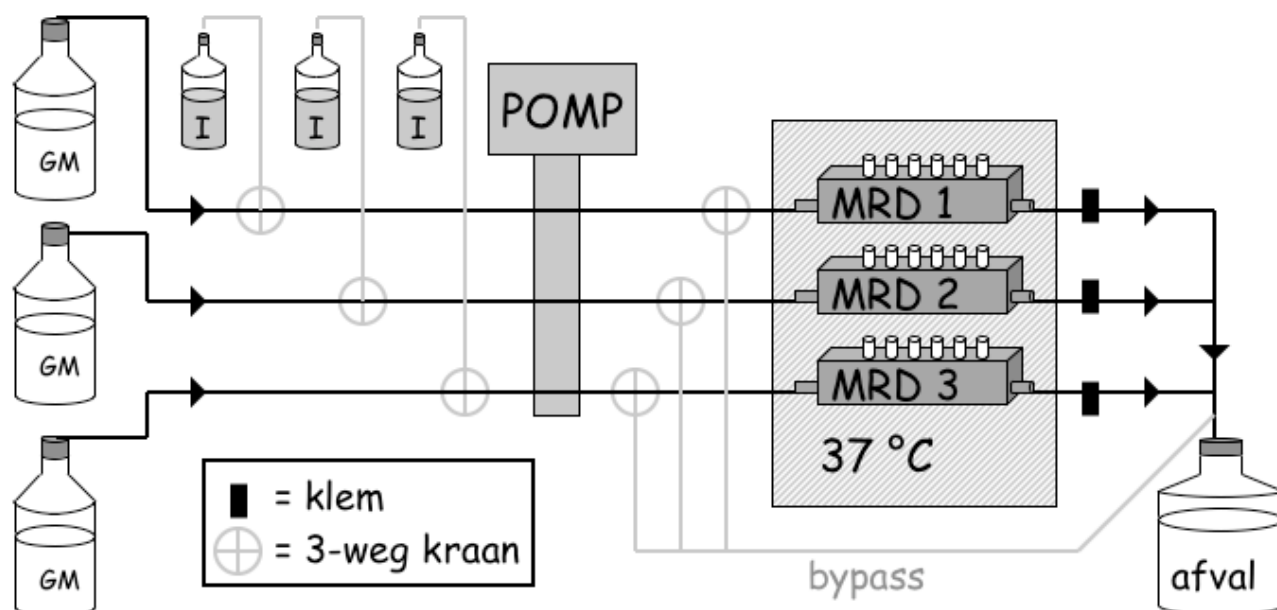 GM
I
I
I
POMP
MRD 1
GM
MRD 2
MRD 3
37 °C
GM
= klem
= 3-weg kraan
bypass
afval